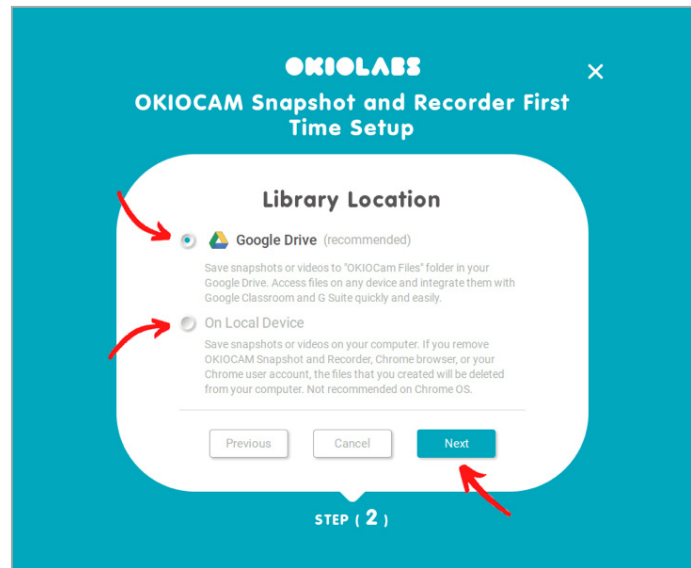 OKIOLABS
OKIOCAM Snapshot and Recorder First
Time Setup
Library Location
Google Drive (recommended)
Save snapshots or videos to "OKIOCam Files" folder in your
Google Drive. Access files on any device and integrate them with
Google Classroom and G Suite quickly and easily.
On Local Device
Save snapshots or videos on your computer. If you remove
OKIOCAM Snapshot and Recorder, Chrome browser, or your
Chrome user account, the files that you created will be deleted
from your computer. Not recommended on Chrome OS.
Previous Cancel Next
STEP ( 2 )